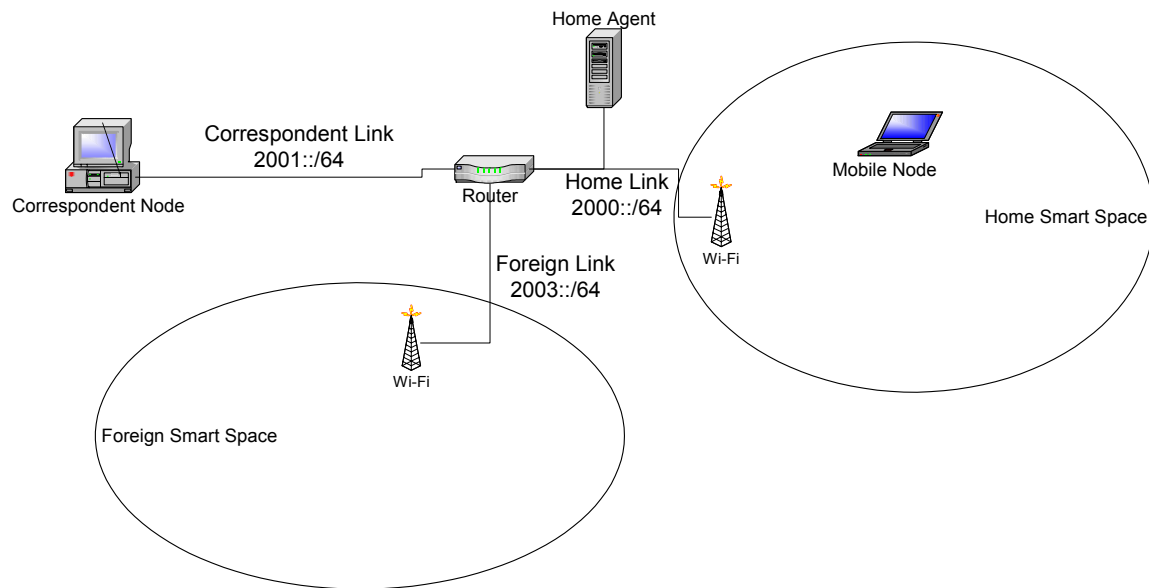 Home Agent
Correspondent Link
2001::/64
Correspondent Node
Router
Home Link
2000::/64
Mobile Node
Home Smart Space
Wi-Fi
Foreign Link
2003::/64
Wi-Fi
Foreign Smart Space